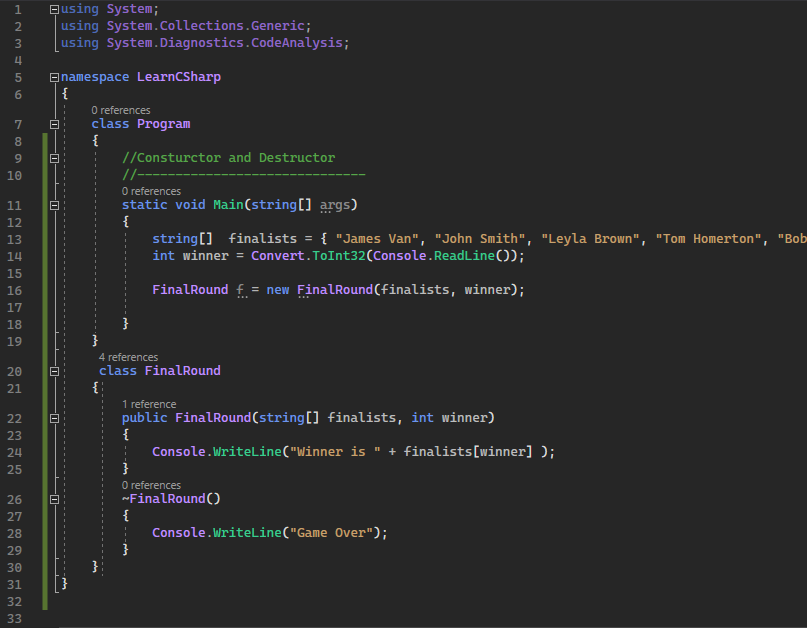 1 using System;
2 using System.Collections.Generic;
3 using System.Diagnostics.CodeAnalysis;
4
5 namespace LearnCSharp
6 {
0 references
7 class Program
8 {
9 //Consturctor and Destructor
10 //------------------------------
0 references
11 static void Main(string[] args)
12 {
13 string[]  finalists = { "James Van", "John Smith", "Leyla Brown", "Tom Homerton", "Bob
14 int winner = Convert.ToInt32(Console.ReadLine());
15
16 FinalRound f = new FinalRound(finalists, winner);
17
18 }
19 }
4 references
20 class FinalRound
21 {
1 reference
22 public FinalRound(string[] finalists, int winner)
23 {
24 Console.WriteLine("Winner is " + finalists[winner] );
25 }
0 references
26 ~FinalRound()
27 {
28 Console.WriteLine("Game Over");
29 }
30 }
31 }
32
33